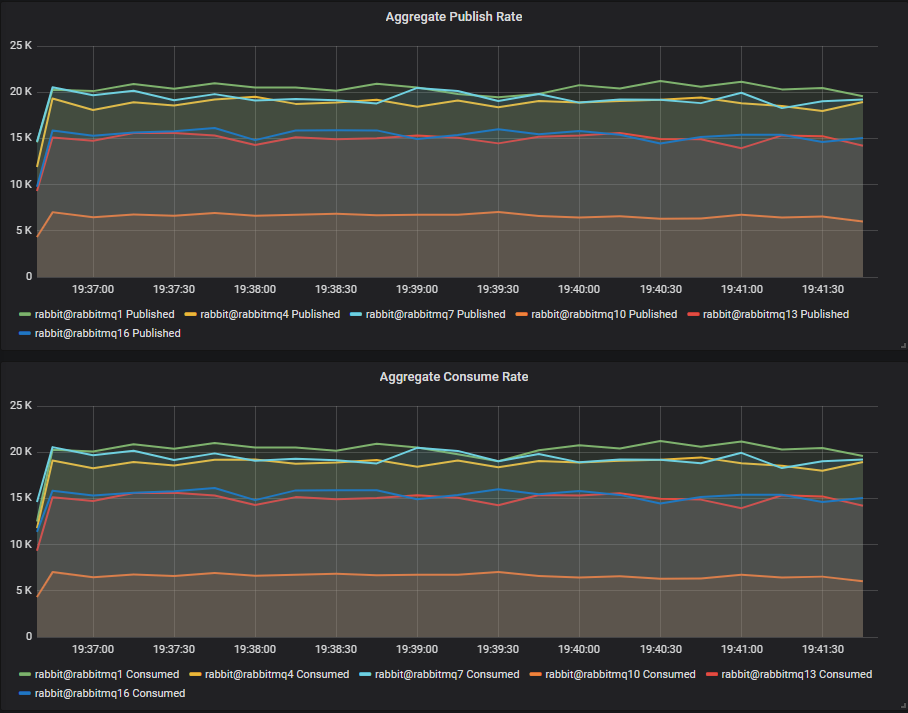 Aggregate Publish Rate
25 K
20 K
15 K
10 K
5 K
0
19:37:00 19:37:30 19:38:00 19:38:30 19:39:00 19:39:30 19:40:00 19:40:30 19:41:00 19:41:30
rabbit@rabbitmq1 Published rabbit@rabbitmq4 Published rabbit@rabbitmq7 Published rabbit@rabbitmq10 Published rabbit@rabbitmq13 Published
rabbit@rabbitmq16 Published
Aggregate Consume Rate
25 K
20 K
15 K
10 K
5 K
0
19:37:00 19:37:30 19:38:00 19:38:30 19:39:00 19:39:30 19:40:00 19:40:30 19:41:00 19:41:30
rabbit@rabbitmq1 Consumed rabbit@rabbitmq4 Consumed rabbit@rabbitmq7 Consumed rabbit@rabbitmq10 Consumed rabbit@rabbitmq13 Consumed
rabbit@rabbitmq16 Consumed